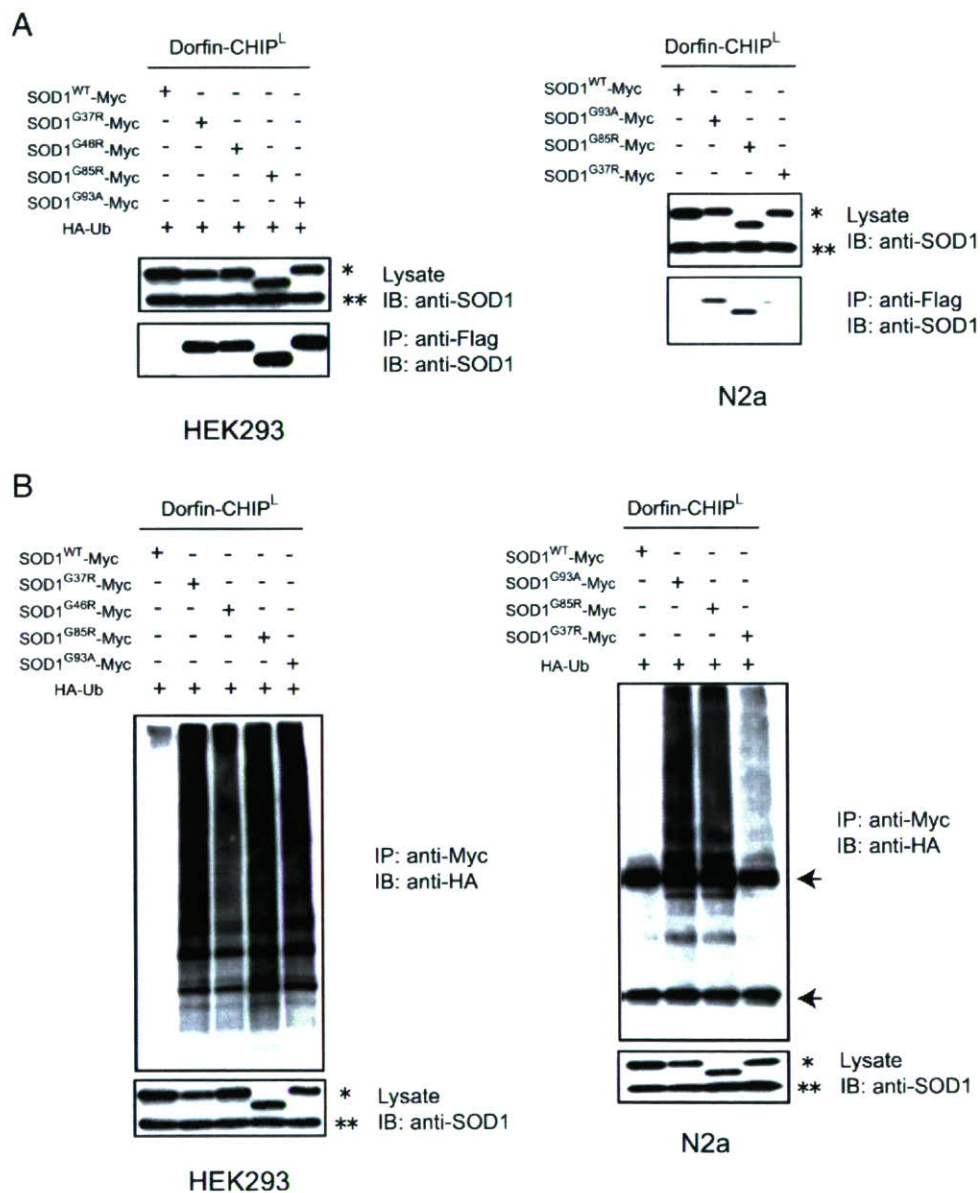 A
Dorfin-CHIP^L
SOD1^WT-Myc + - - - -
SOD1^G37R-Myc - + - - -
SOD1^G46R-Myc - - + - -
SOD1^G85R-Myc - - - + -
SOD1^G93A-Myc - - - - +
HA-Ub + + + + +
* Lysate
** IB: anti-SOD1
IP: anti-Flag
IB: anti-SOD1
HEK293
Dorfin-CHIP^L
SOD1^WT-Myc + - - -
SOD1^G93A-Myc - + - -
SOD1^G85R-Myc - - + -
SOD1^G37R-Myc - - - +
* Lysate
** IB: anti-SOD1
IP: anti-Flag
IB: anti-SOD1
N2a
B
Dorfin-CHIP^L
SOD1^WT-Myc + - - - -
SOD1^G37R-Myc - + - - -
SOD1^G46R-Myc - - + - -
SOD1^G85R-Myc - - - + -
SOD1^G93A-Myc - - - - +
HA-Ub + + + + +
IP: anti-Myc
IB: anti-HA
* Lysate
** IB: anti-SOD1
HEK293
Dorfin-CHIP^L
SOD1^WT-Myc + - - -
SOD1^G93A-Myc - + - -
SOD1^G85R-Myc - - + -
SOD1^G37R-Myc - - - +
HA-Ub + + + +
IP: anti-Myc
IB: anti-HA
* Lysate
** IB: anti-SOD1
N2a